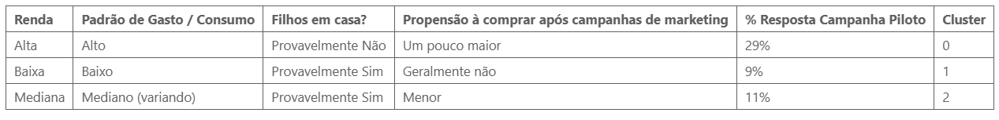 Renda Padrão de Gasto / Consumo Filhos em casa? Propensão à comprar após campanhas de marketing % Resposta Campanha Piloto Cluster
Alta Alto Provavelmente Não Um pouco maior 29% 0
Baixa Baixo Provavelmente Sim Geralmente não 9% 1
Mediana Mediano (variando) Provavelmente Sim Menor 11% 2